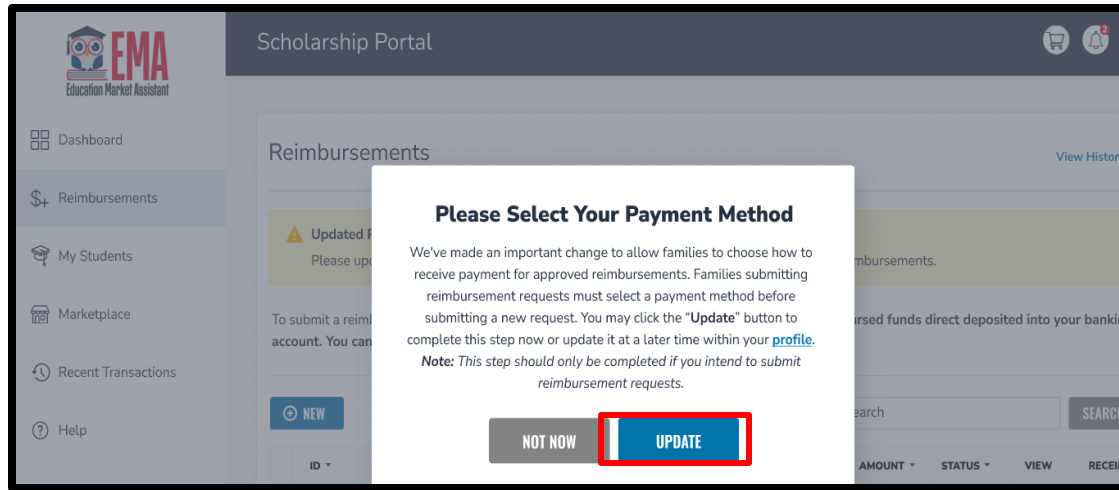 EMA
Education Market Assistant
Scholarship Portal
2
Dashboard
Reimbursements
My Students
Marketplace
Recent Transactions
Help
Reimbursements
View Histor
Updated
Please upd
mbursements.
To submit a reimb
ursed funds direct deposited into your bankin
account. You can
NEW
earch
SEARCH
ID
AMOUNT
STATUS
VIEW
RECEI
Please Select Your Payment Method
We've made an important change to allow families to choose how to
receive payment for approved reimbursements. Families submitting
reimbursement requests must select a payment method before
submitting a new request. You may click the “Update” button to
complete this step now or update it at a later time within your profile.
Note: This step should only be completed if you intend to submit
reimbursement requests.
NOT NOW
UPDATE